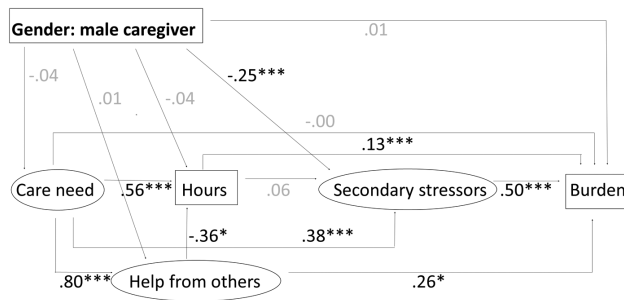 Gender: male caregiver
.01
-.25***
-.04
.01
-.04
-.00
.13***
Care need
.56***
Hours
.06
Secondary stressors
.50***
Burden
-.36*
.38***
.80***
Help from others
.26*